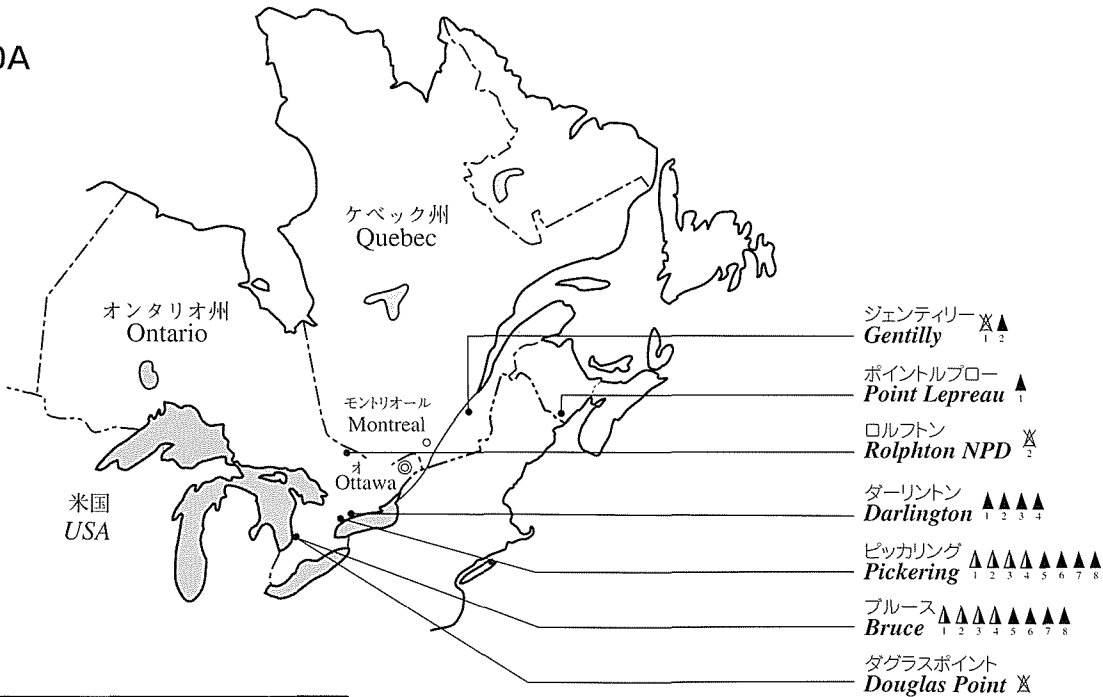 DA
ケベック州
Quebec
オンタリオ州
Ontario
モントリオール
Montreal
オ
Ottawa
米国
USA
ジェンティリー
Gentilly
1 2
ポイントルプロー
Point Lepreau
1
ロルフトン
Rolphton NPD
2
ダーリントン
Darlington
1 2 3 4
ピッカリング
Pickering
1 2 3 4 5 6 7 8
ブルース
Bruce
1 2 3 4 5 6 7 8
ダグラスポイント
Douglas Point